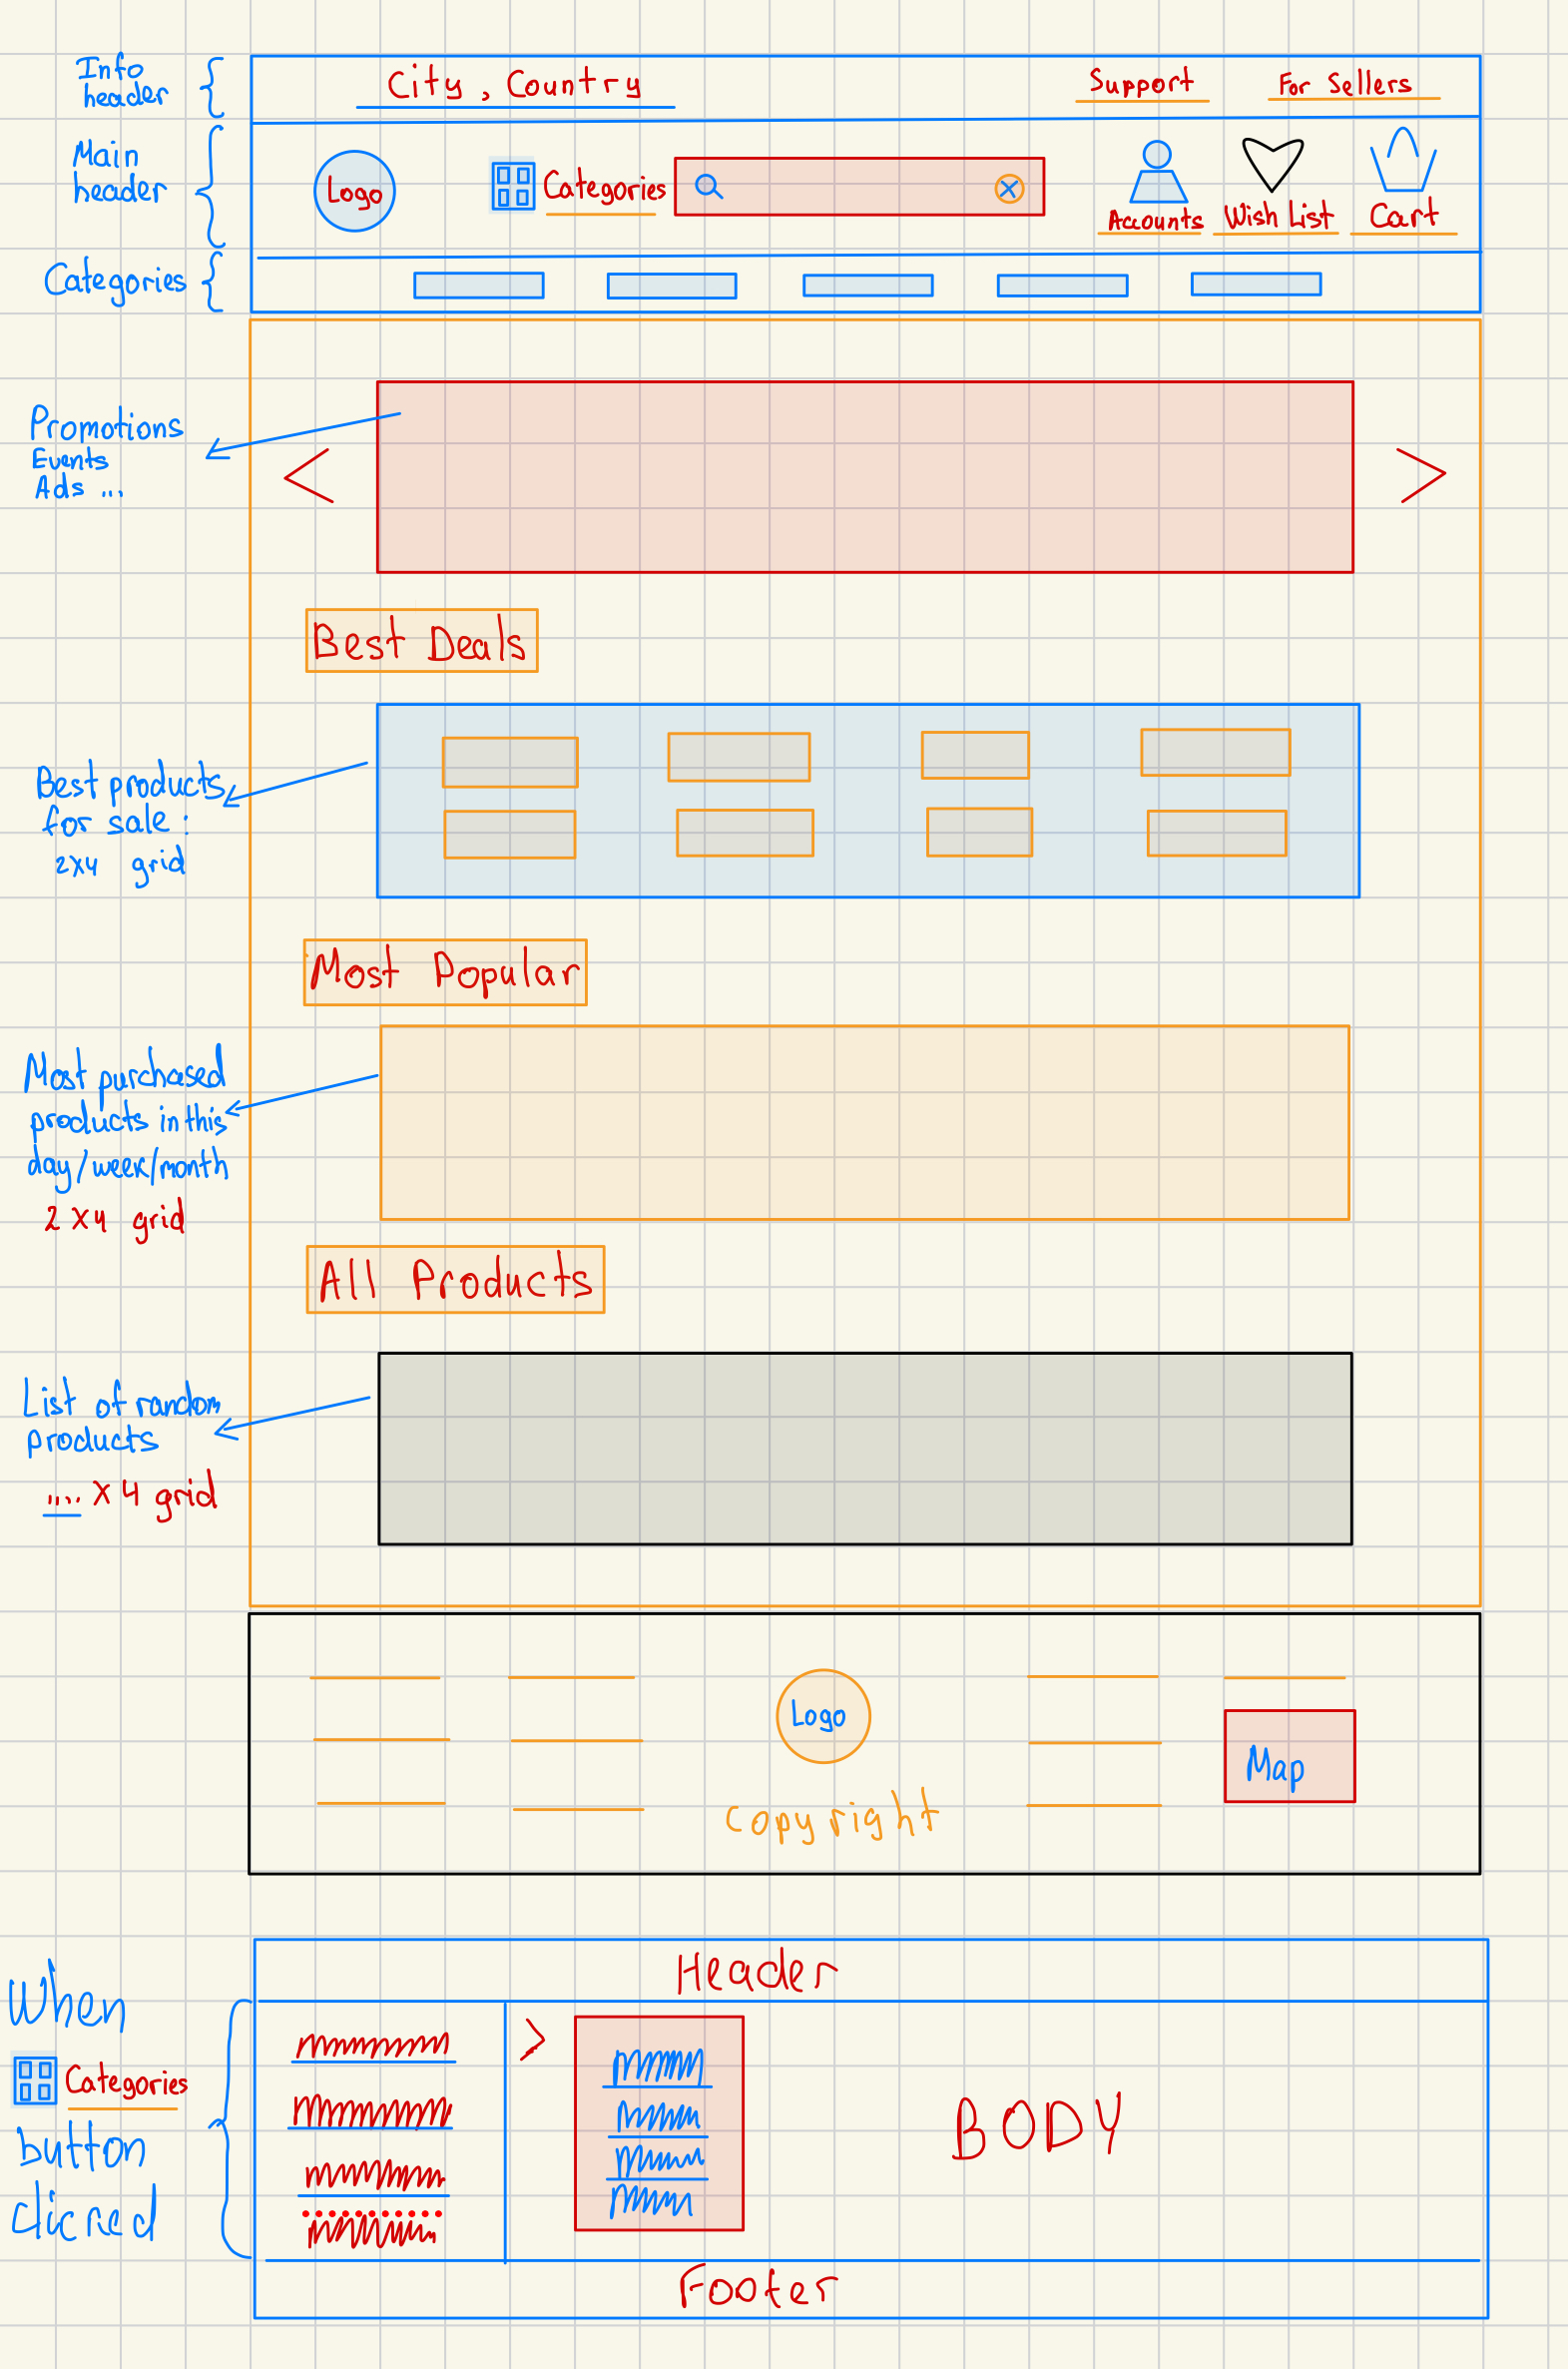 Info
header
City, Country
Support
For Sellers
Main
header
Logo
Categories
Accounts
Wish List
Cart
Categories
Promotions
Events
Ads ...
Best Deals
Best products
for sale :
2x4 grid
Most Popular
Most purchased
products in this
day/week/month
2 x 4 grid
All Products
List of random
products
.... x 4 grid
Logo
Map
Copyright
Header
When
Categories
button
clicked
BODY
Footer